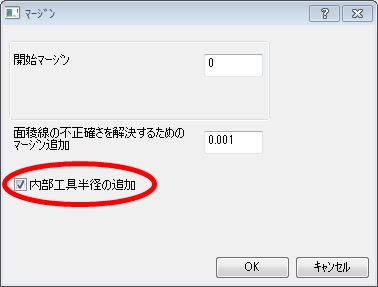 マージン
開始マージン
0
面稜線の不正確さを解決するための
マージン追加
0.001
内部工具半径の追加
OK
キャンセル